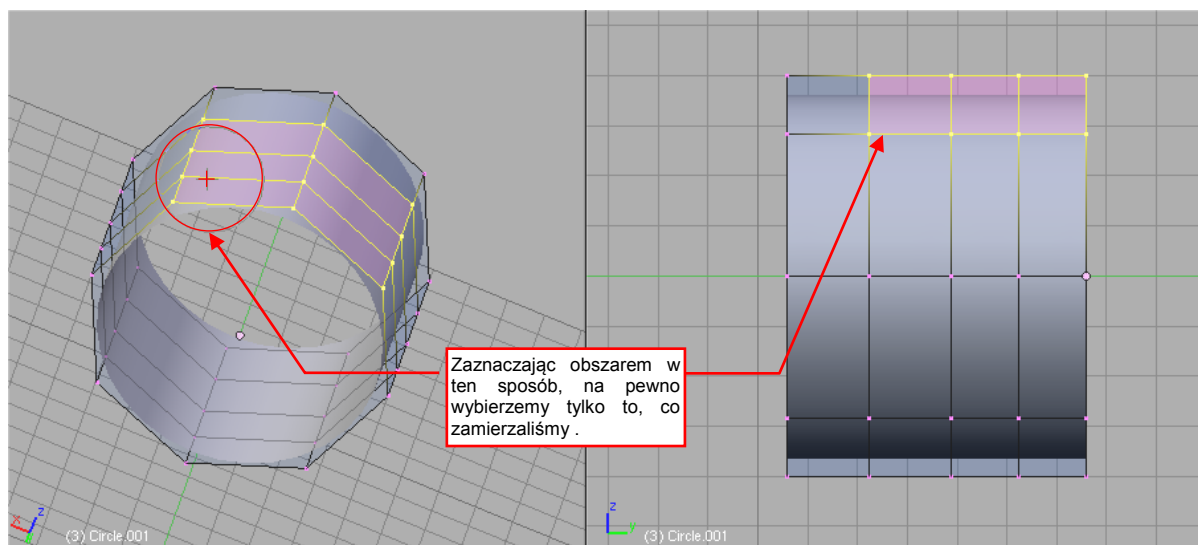 Zaznaczając obszarem w
ten sposób, na pewno
wybierzemy tylko to, co
zamierzaliśmy .
x
z
(3) Circle.001
z
y
(3) Circle.001